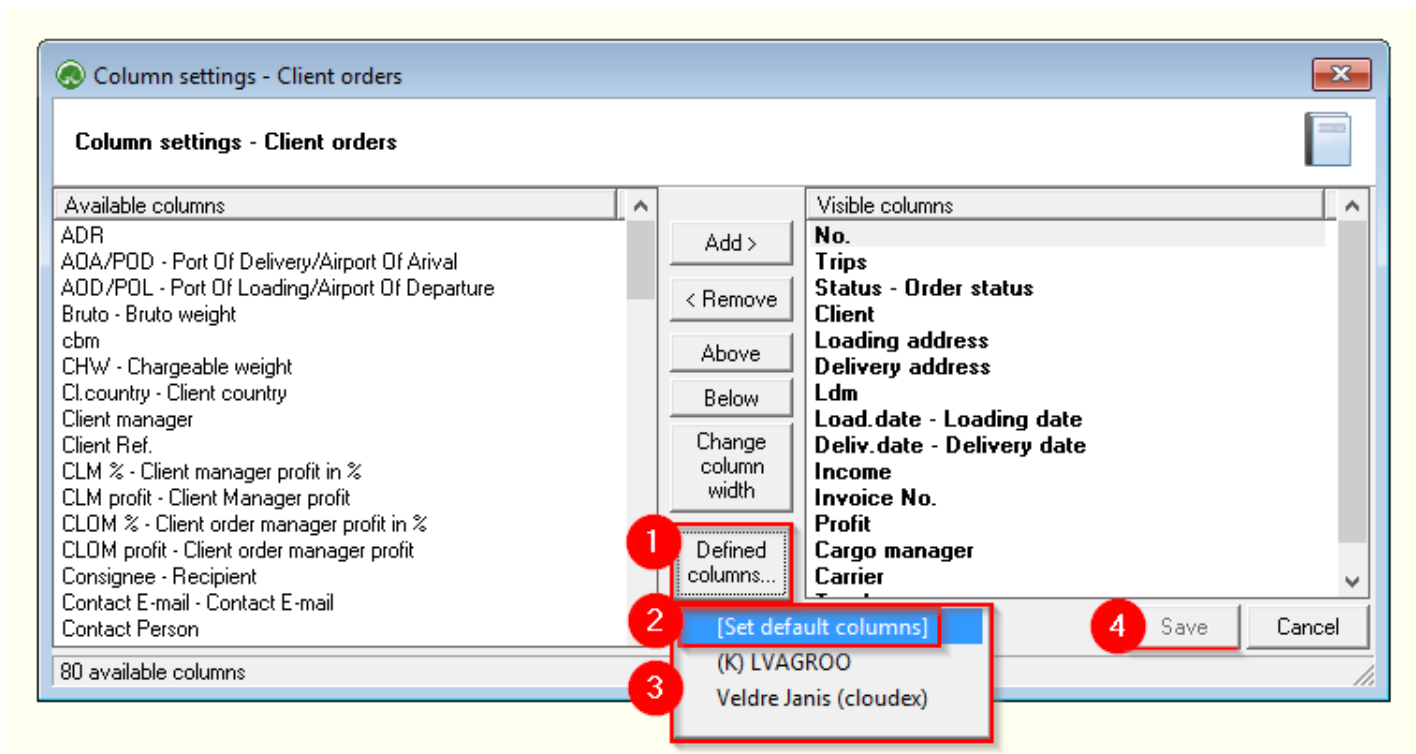 Column settings - Client orders
Column settings - Client orders
Available columns
ADR
AOA/POD - Port Of Delivery/Airport Of Arival
AOD/POL - Port Of Loading/Airport Of Departure
Bruto - Bruto weight
cbm
CHW - Chargeable weight
Cl.country - Client country
Client manager
Client Ref.
CLM % - Client manager profit in %
CLM profit - Client Manager profit
CLOM % - Client order manager profit in %
CLOM profit - Client order manager profit
Consignee - Recipient
Contact E-mail - Contact E-mail
Contact Person
80 available columns
Add >
< Remove
Above
Below
Change
column
width
1
Defined
columns...
2
[Set default columns]
(K) LVAGROO
3
Veldre Janis (cloudex)
Visible columns
No.
Trips
Status - Order status
Client
Loading address
Delivery address
Ldm
Load.date - Loading date
Deliv.date - Delivery date
Income
Invoice No.
Profit
Cargo manager
Carrier
4
Save
Cancel